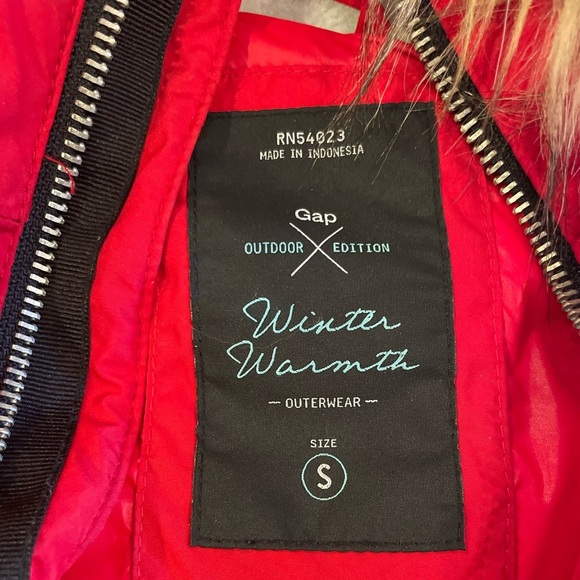 RN54023
MADE IN INDONESIA
Gap
OUTDOOR EDITION
Winter
Warmth
OUTERWEAR
SIZE
S